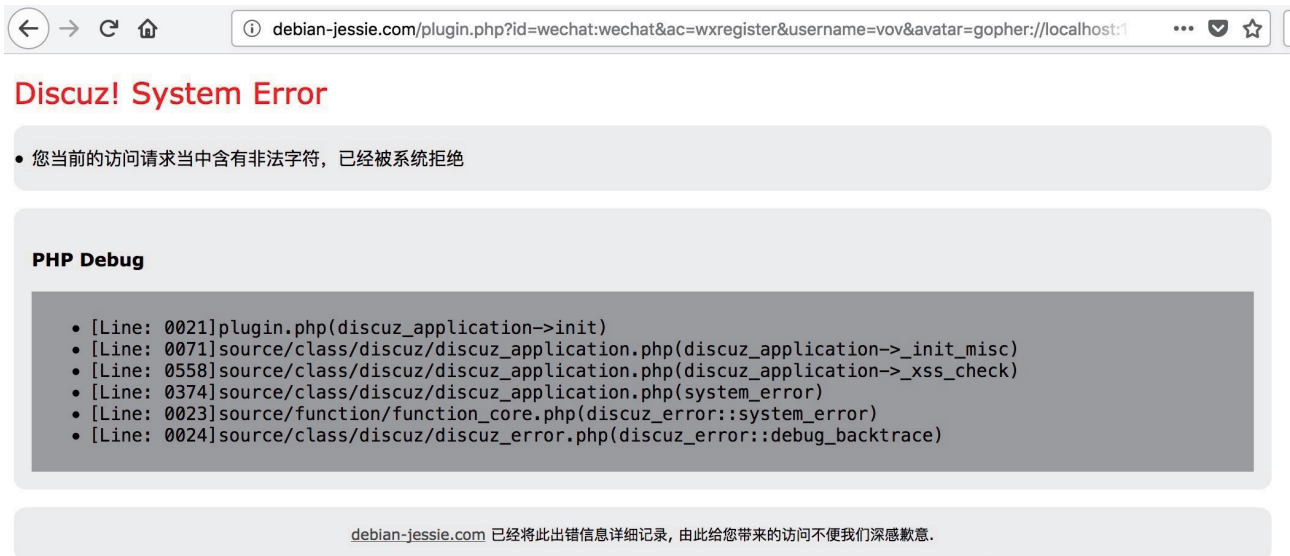 debian-jessie.com/plugin.php?id=wechat:wechat&ac=wxregister&username=vov&avatar=gopher://localhost:1
Discuz! System Error
• 您当前的访问请求当中含有非法字符，已经被系统拒绝
PHP Debug
• [Line: 0021]plugin.php(discuz_application->init)
• [Line: 0071]source/class/discuz/discuz_application.php(discuz_application->_init_misc)
• [Line: 0558]source/class/discuz/discuz_application.php(discuz_application->_xss_check)
• [Line: 0374]source/class/discuz/discuz_application.php(system_error)
• [Line: 0023]source/function/function_core.php(discuz_error::system_error)
• [Line: 0024]source/class/discuz/discuz_error.php(discuz_error::debug_backtrace)
debian-jessie.com 已经将此出错信息详细记录, 由此给您带来的访问不便我们深感歉意.